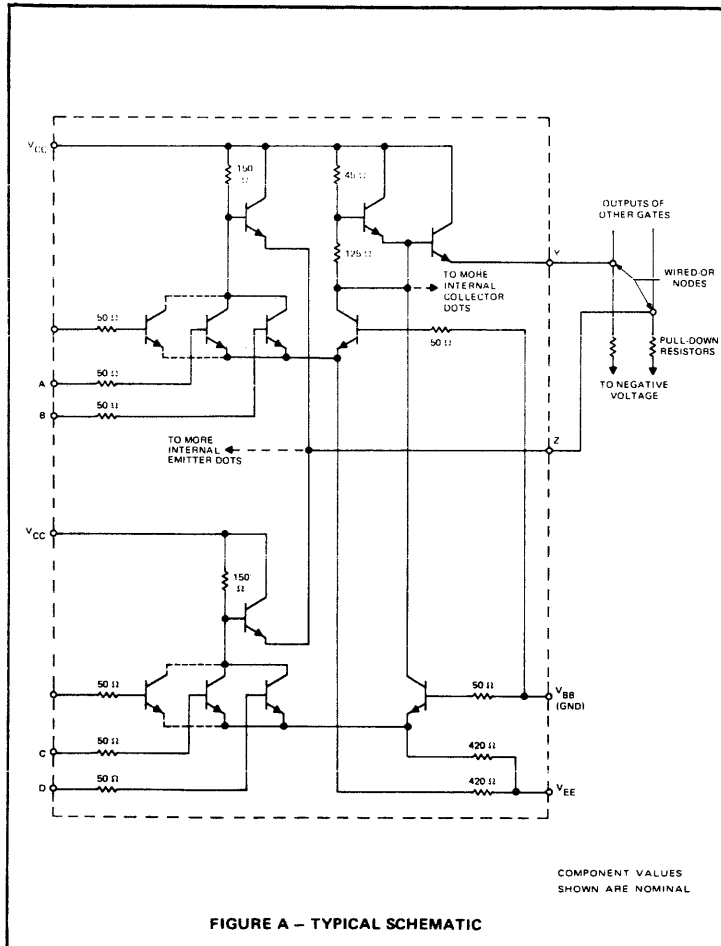 VCC
150 Ω
45 Ω
OUTPUTS OF
OTHER GATES
125 Ω
Y
WIRED-OR
NODES
TO MORE
INTERNAL
COLLECTOR
DOTS
50 Ω
50 Ω
PULL-DOWN
RESISTORS
A
50 Ω
TO NEGATIVE
VOLTAGE
B
50 Ω
TO MORE
INTERNAL
EMITTER DOTS
Z
VCC
150 Ω
50 Ω
50 Ω
VBB
(GND)
C
50 Ω
420 Ω
D
50 Ω
420 Ω
VEE
COMPONENT VALUES
SHOWN ARE NOMINAL
FIGURE A – TYPICAL SCHEMATIC